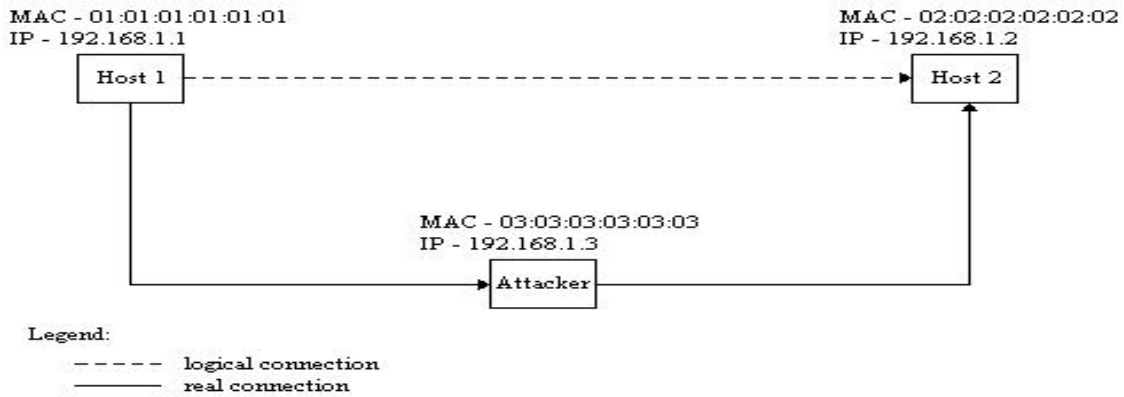 MAC - 01:01:01:01:01:01
IP - 192.168.1.1
MAC - 02:02:02:02:02:02
IP - 192.168.1.2
Host 1
Host 2
MAC - 03:03:03:03:03:03
IP - 192.168.1.3
Attacker
Legend:
logical connection
real connection